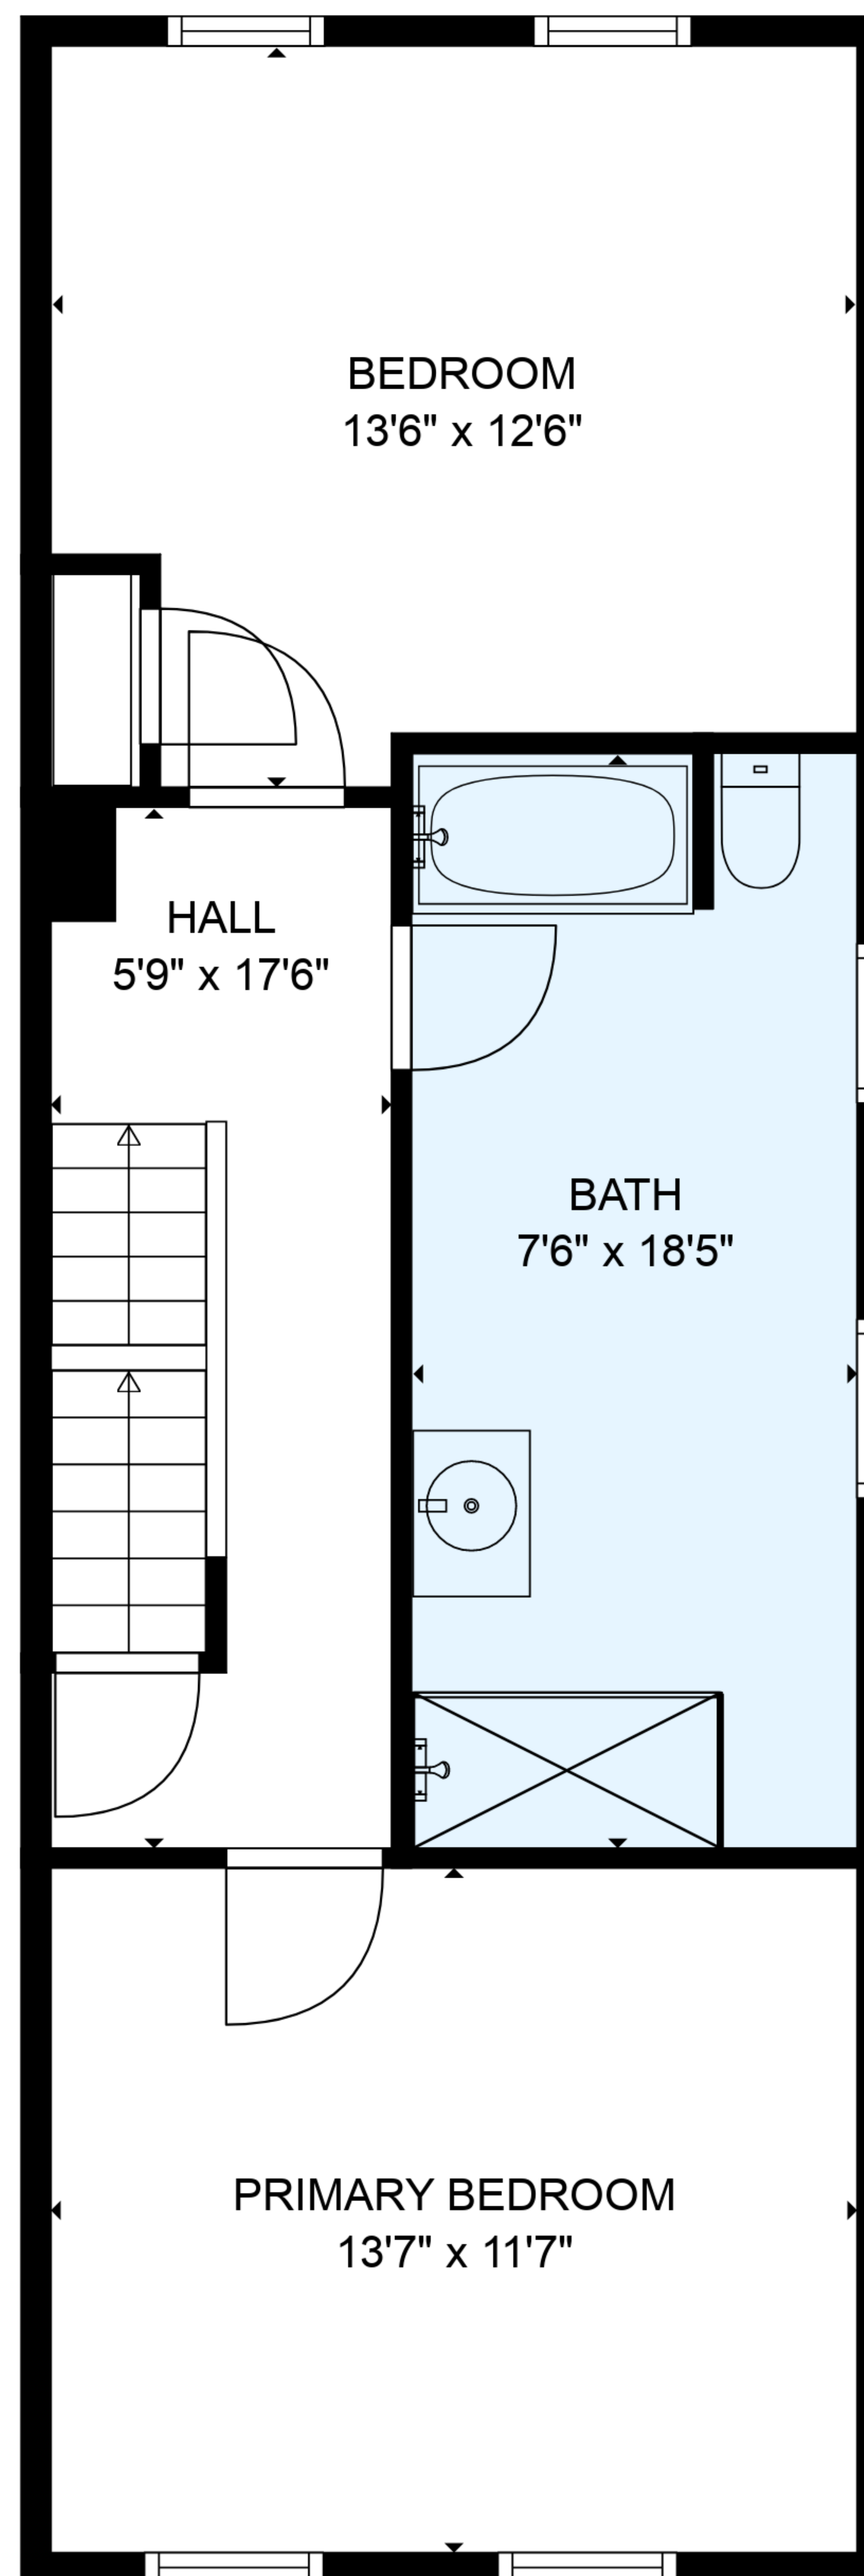 BEDROOM
13'6" x 12'6"
HALL
5'9" x 17'6"
BATH
7'6" x 18'5"
PRIMARY BEDROOM
13'7" x 11'7"